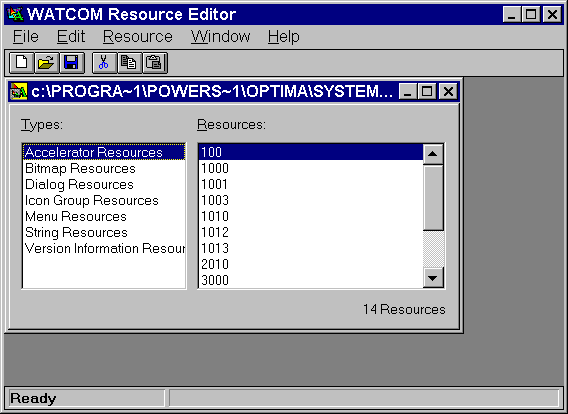 WATCOM Resource Editor
File Edit Resource Window Help
c:\PROGRA~1\POWERS~1\OPTIMA\SYSTEM...
Types:
Resources:
Accelerator Resources
Bitmap Resources
Dialog Resources
Icon Group Resources
Menu Resources
String Resources
Version Information Resour
100
1000
1001
1003
1010
1012
1013
2010
3000
14 Resources
Ready